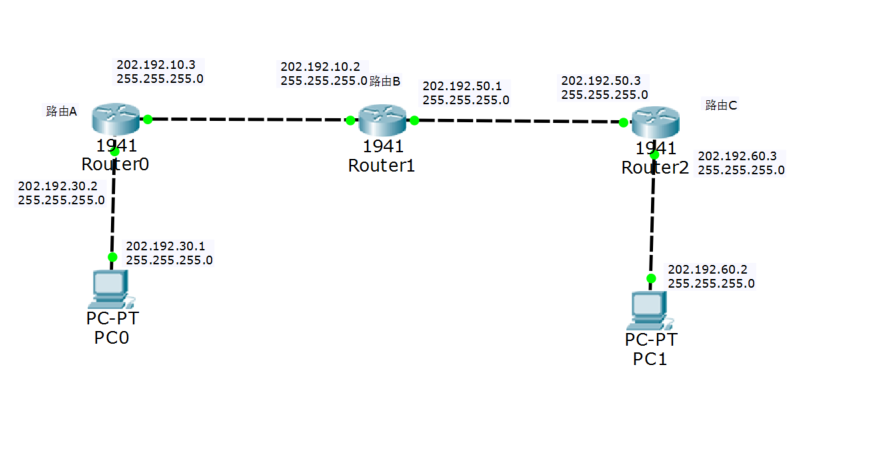 202.192.10.3
255.255.255.0
202.192.10.2
255.255.255.0
路由B
202.192.50.1
255.255.255.0
202.192.50.3
255.255.255.0
路由A
路由C
1941
Router0
1941
Router1
1941
Router2
202.192.60.3
255.255.255.0
202.192.30.2
255.255.255.0
202.192.30.1
255.255.255.0
202.192.60.2
255.255.255.0
PC-PT
PC0
PC-PT
PC1